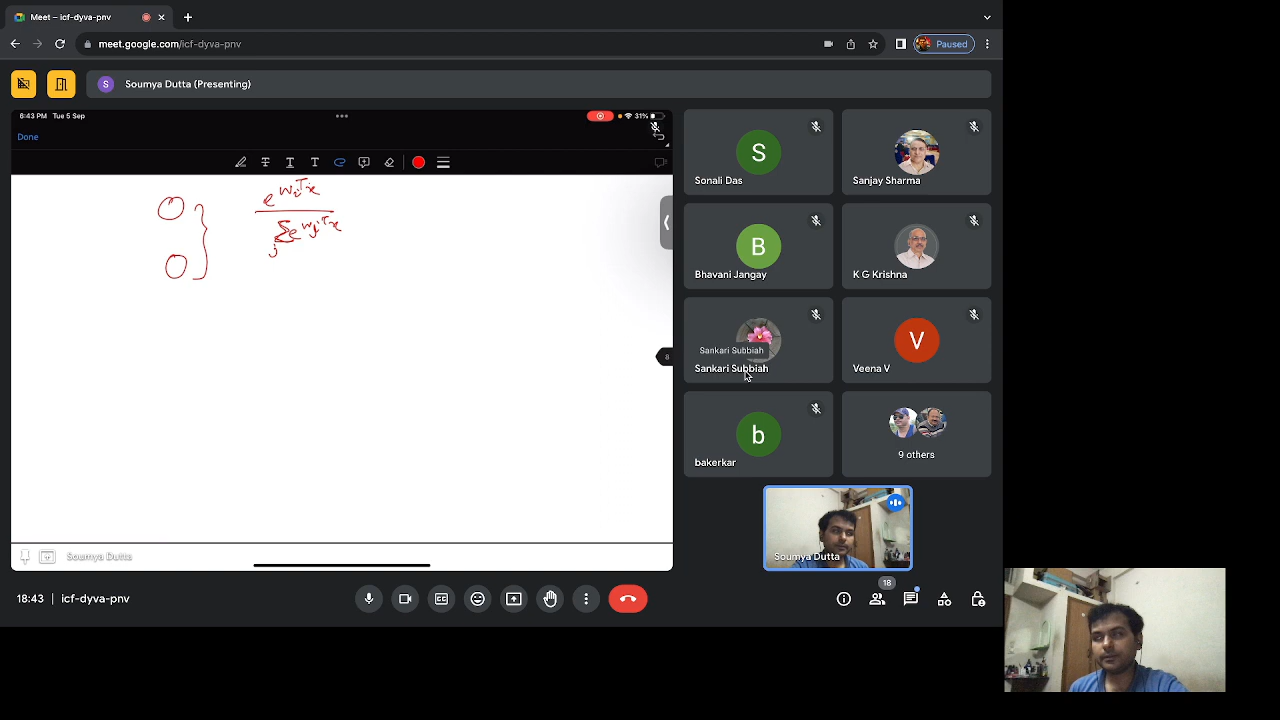 Meet – icf-dyva-pnv
meet.google.com/icf-dyva-pnv
Paused
S
Soumya Dutta (Presenting)
6:43 PM Tue 5 Sep
31%
Done
T T T
e^{w_i^T x}
Σ_j e^{w_j^T x}
8
Soumya Dutta
S
Sonali Das
Sanjay Sharma
B
Bhavani Jangay
K G Krishna
Sankari Subbiah
Sankari Subbiah
V
Veena V
b
bakerkar
9 others
Soumya Dutta
18:43 | icf-dyva-pnv
18